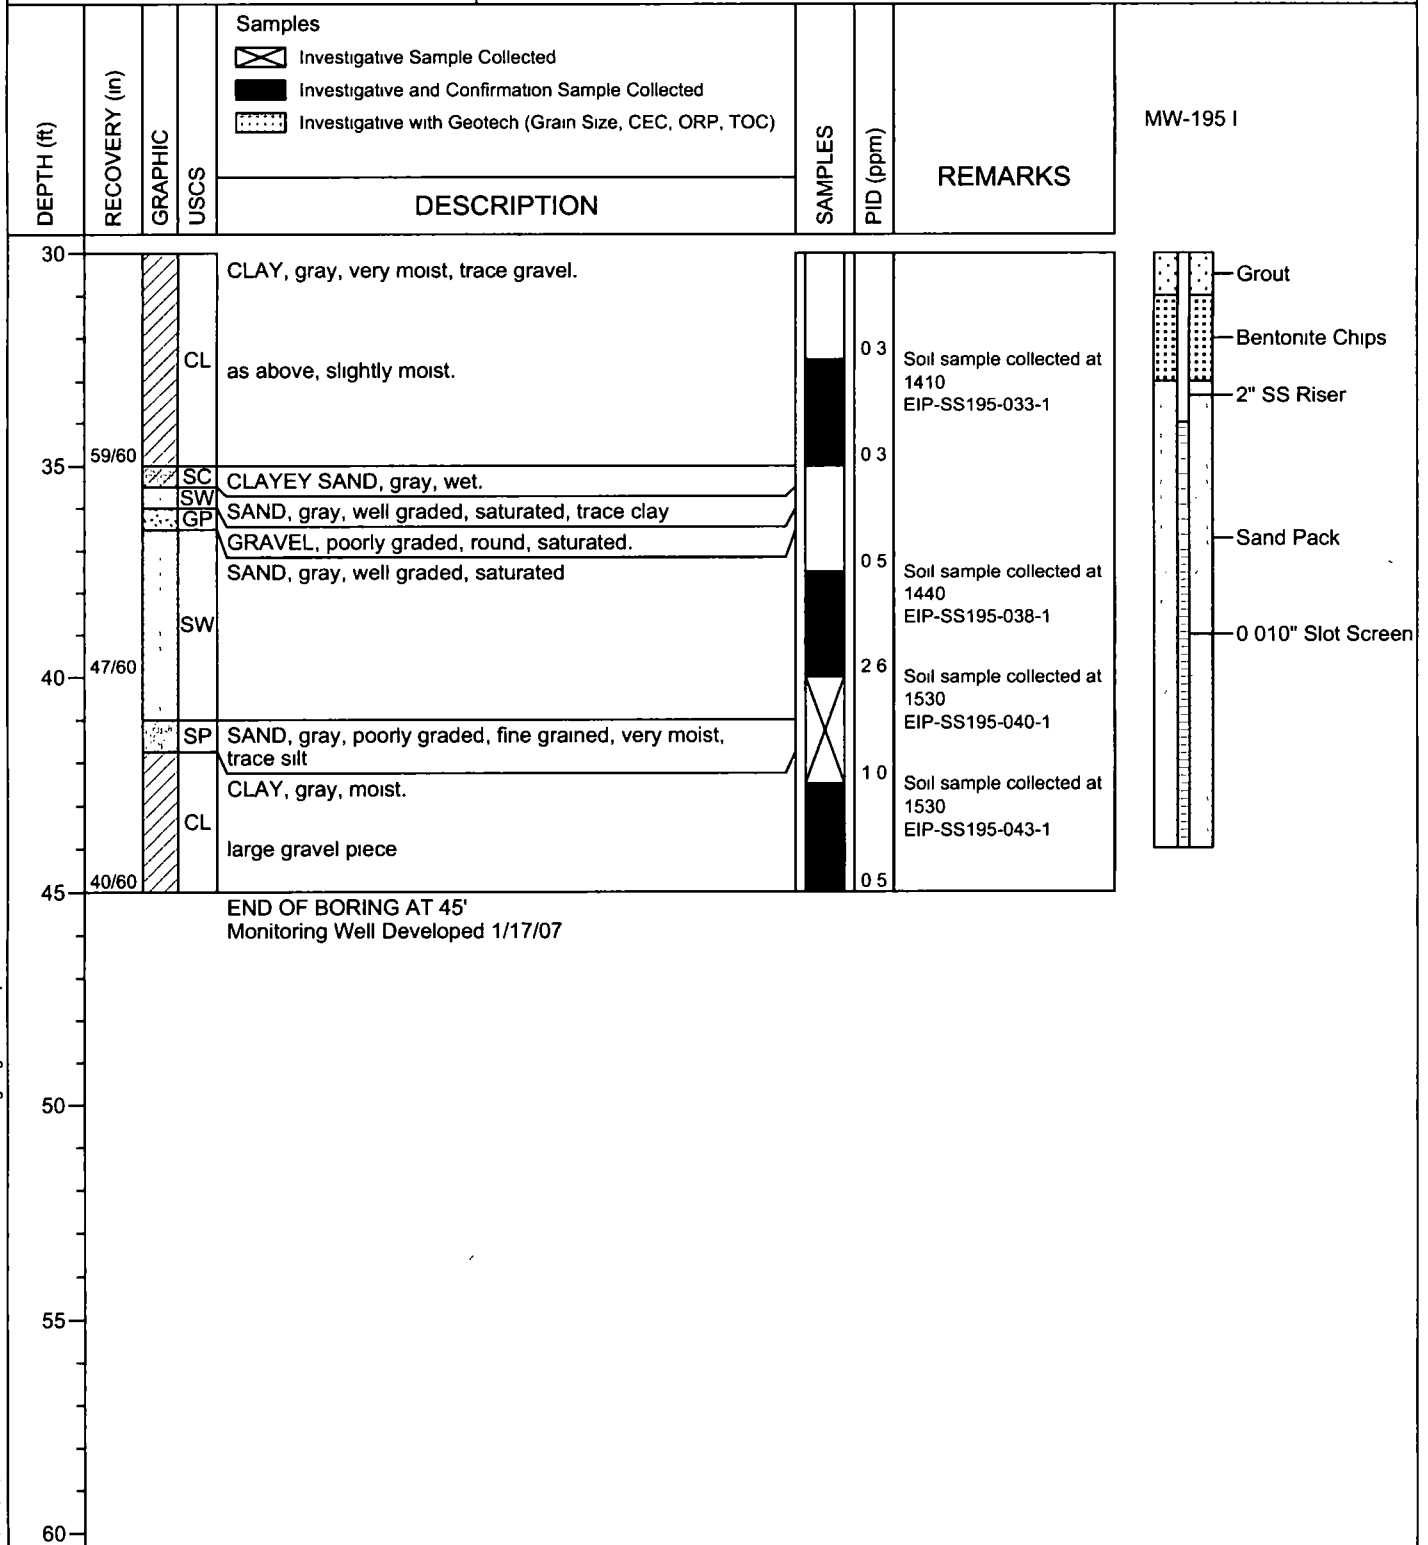 Samples
Investigative Sample Collected
Investigative and Confirmation Sample Collected
Investigative with Geotech (Grain Size, CEC, ORP, TOC)
DEPTH (ft)
RECOVERY (in)
GRAPHIC
USCS
DESCRIPTION
SAMPLES
PID (ppm)
REMARKS
MW-195 I
30
CLAY, gray, very moist, trace gravel.
Grout
Bentonite Chips
0 3
CL
as above, slightly moist.
Soil sample collected at
1410
EIP-SS195-033-1
2" SS Riser
59/60
0 3
35
SC
CLAYEY SAND, gray, wet.
SW
SAND, gray, well graded, saturated, trace clay
GP
GRAVEL, poorly graded, round, saturated.
Sand Pack
0 5
SAND, gray, well graded, saturated
Soil sample collected at
1440
EIP-SS195-038-1
SW
0 010" Slot Screen
47/60
2 6
40
Soil sample collected at
1530
EIP-SS195-040-1
SP
SAND, gray, poorly graded, fine grained, very moist,
trace silt
1 0
CLAY, gray, moist.
Soil sample collected at
1530
EIP-SS195-043-1
CL
large gravel piece
40/60
0 5
45
END OF BORING AT 45'
Monitoring Well Developed 1/17/07
50
55
60